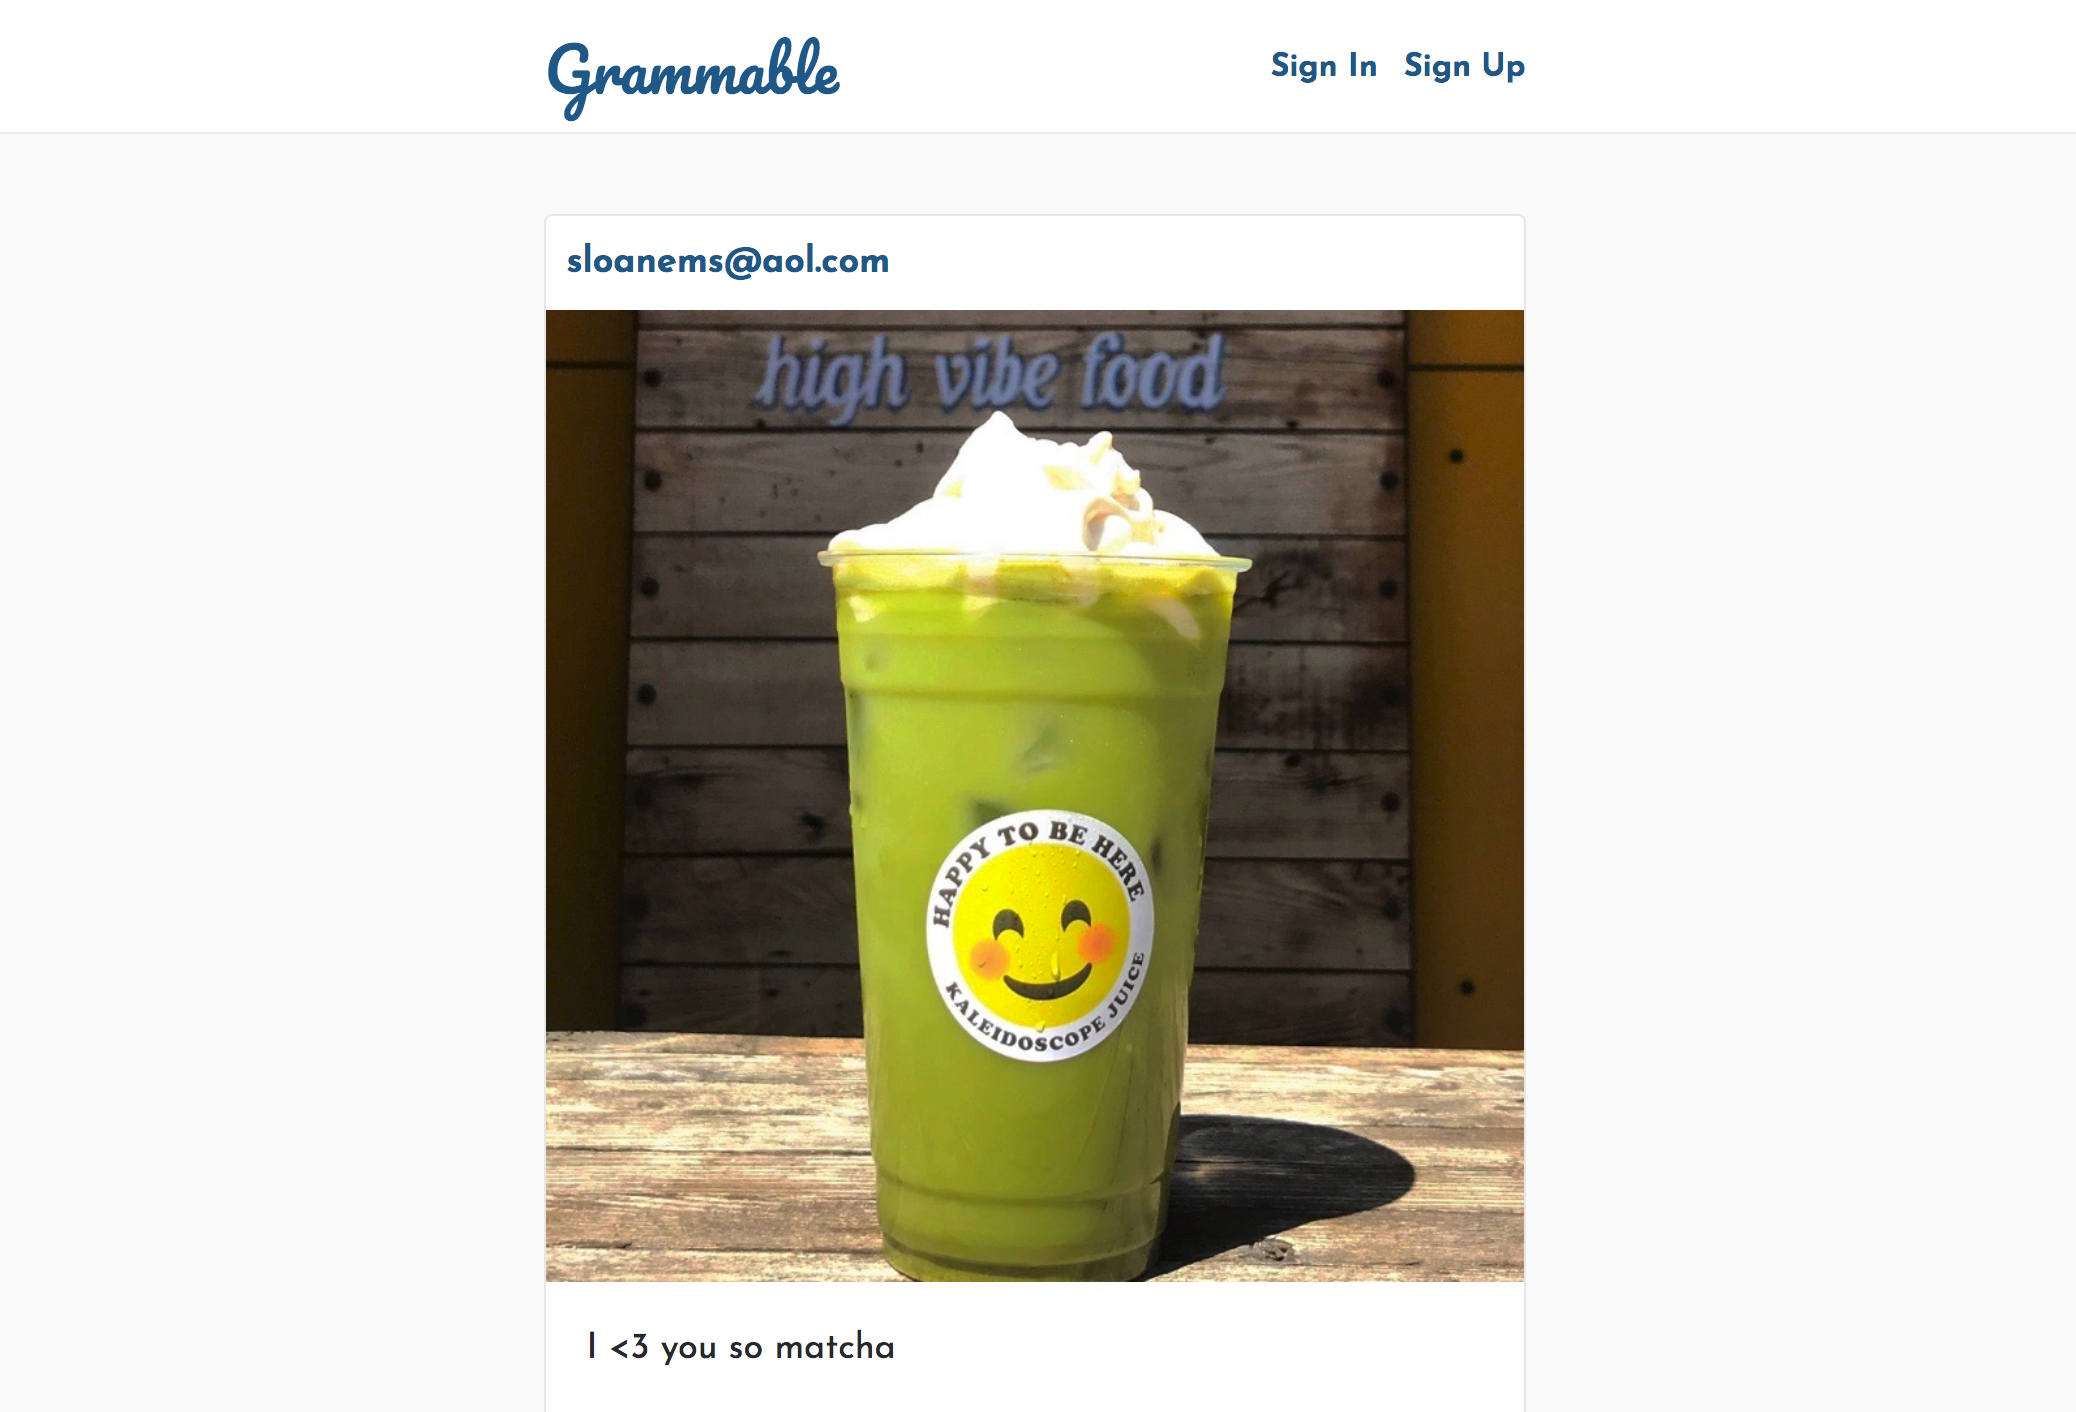 Grammable
Sign In Sign Up
sloanems@aol.com
high vibe food
HAPPY TO BE HERE
KALEIDOSCOPE JUICE
I <3 you so matcha